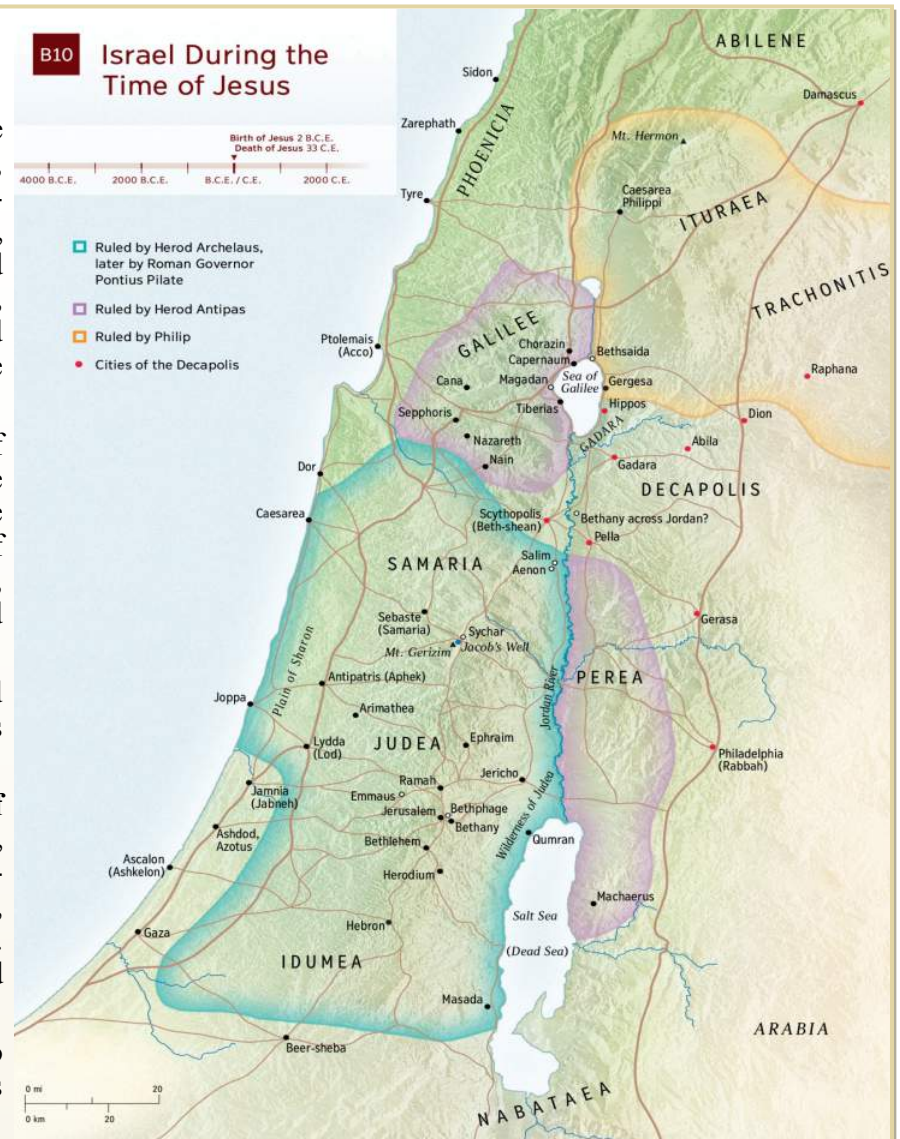 B10
Israel During the
Time of Jesus
Birth of Jesus 2 B.C.E.
Death of Jesus 33 C.E.
4000 B.C.E.
2000 B.C.E.
B.C.E. / C.E.
2000 C.E.
Ruled by Herod Archelaus,
later by Roman Governor
Pontius Pilate
Ruled by Herod Antipas
Ruled by Philip
Cities of the Decapolis
ABILENE
Sidon
Damascus
Zarephath
PHOENICIA
Mt. Hermon
Tyre
Caesarea
Philippi
ITURAEA
TRACHONITIS
Ptolemais
(Acco)
GALILEE
Chorazin
Capernaum
Bethsaida
Cana
Magadan
Sea of
Galilee
Gergesa
Raphana
Tiberias
Hippos
Sepphoris
GADARA
Dion
Nazareth
Abila
Nain
Gadara
Dor
DECAPOLIS
Caesarea
Scythopolis
(Beth-shean)
Bethany across Jordan?
Pella
SAMARIA
Salim
Aenon
Sebaste
(Samaria)
Sychar
Jacob's Well
Mt. Gerizim
Gerasa
Plain of Sharon
Antipatris (Aphek)
PEREA
Jordan River
Joppa
Arimathea
Lydda
(Lod)
JUDEA
Ephraim
Philadelphia
(Rabbah)
Jamnia
(Jabneh)
Ramah
Jericho
Emmaus
Wilderness of Judea
Jerusalem
Bethphage
Bethany
Ashdod,
Azotus
Bethlehem
Qumran
Ascalon
(Ashkelon)
Herodium
Machaerus
Salt Sea
(Dead Sea)
Hebron
Gaza
IDUMEA
Masada
ARABIA
Beer-sheba
NABATAEA
0 mi
20
0 km
20